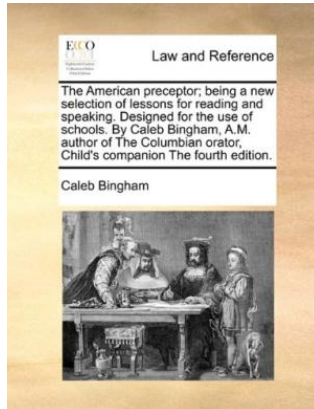 ECCO
Law and Reference
The American preceptor; being a new
selection of lessons for reading and
speaking. Designed for the use of
schools. By Caleb Bingham, A.M.
author of The Columbian orator,
Child's companion The fourth edition.
Caleb Bingham